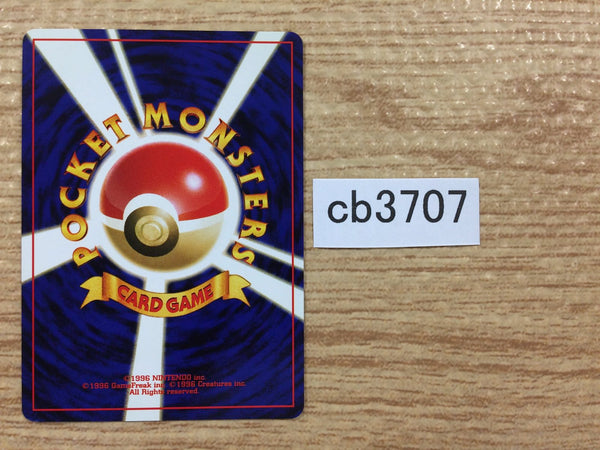 POCKET MONSTERS
CARD GAME
©1996 NINTENDO inc.
©1996 GameFreak inc. ©1996 Creatures inc.
All Rights reserved
cb3707